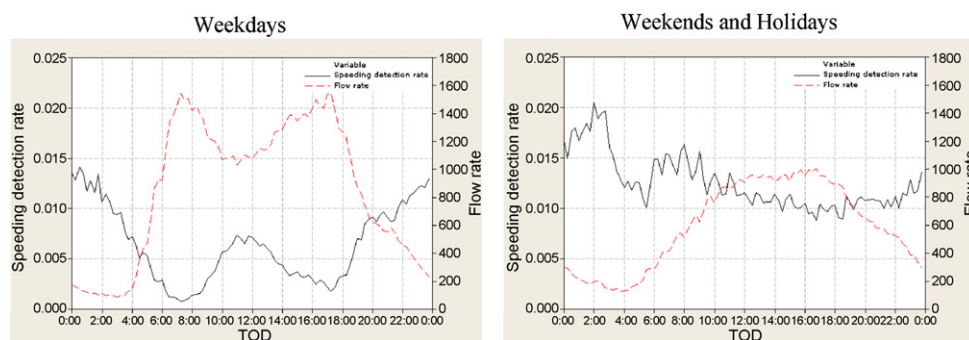 Weekdays
Weekends and Holidays
0.025
0.020
0.015
0.010
0.005
0.000
Speeding detection rate
Variable
Speeding detection rate
Flow rate
1800
1600
1400
1200
1000
800
600
400
200
0
Flow rate
0:00 2:00 4:00 6:00 8:00 10:00 12:00 14:00 16:00 18:00 20:00 22:00 0:00
TOD
0.025
0.020
0.015
0.010
0.005
0.000
Speeding detection rate
Variable
Speeding detection rate
Flow rate
1800
1600
1400
1200
1000
800
600
400
200
0
Flow rate
0:00 2:00 4:00 6:00 8:00 10:00 12:00 14:00 16:00 18:00 20:00 22:00 0:00
TOD